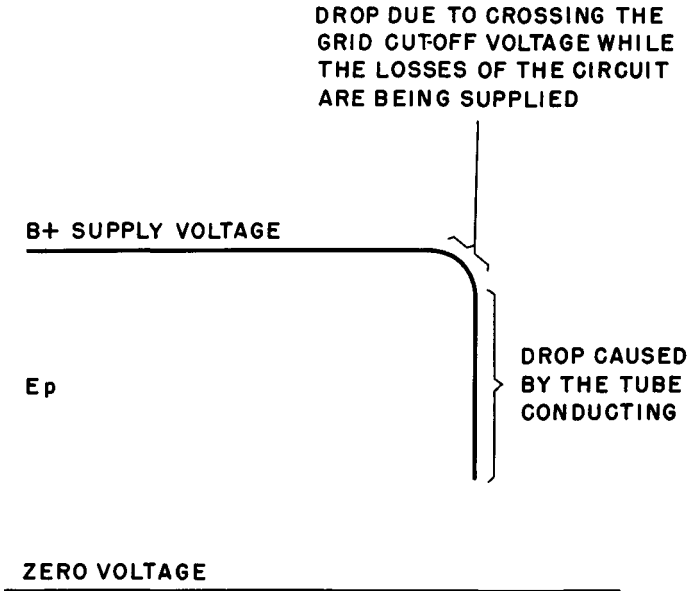 DROP DUE TO CROSSING THE
GRID CUT-OFF VOLTAGE WHILE
THE LOSSES OF THE CIRCUIT
ARE BEING SUPPLIED
B+ SUPPLY VOLTAGE
DROP CAUSED
BY THE TUBE
CONDUCTING
Ep
ZERO VOLTAGE